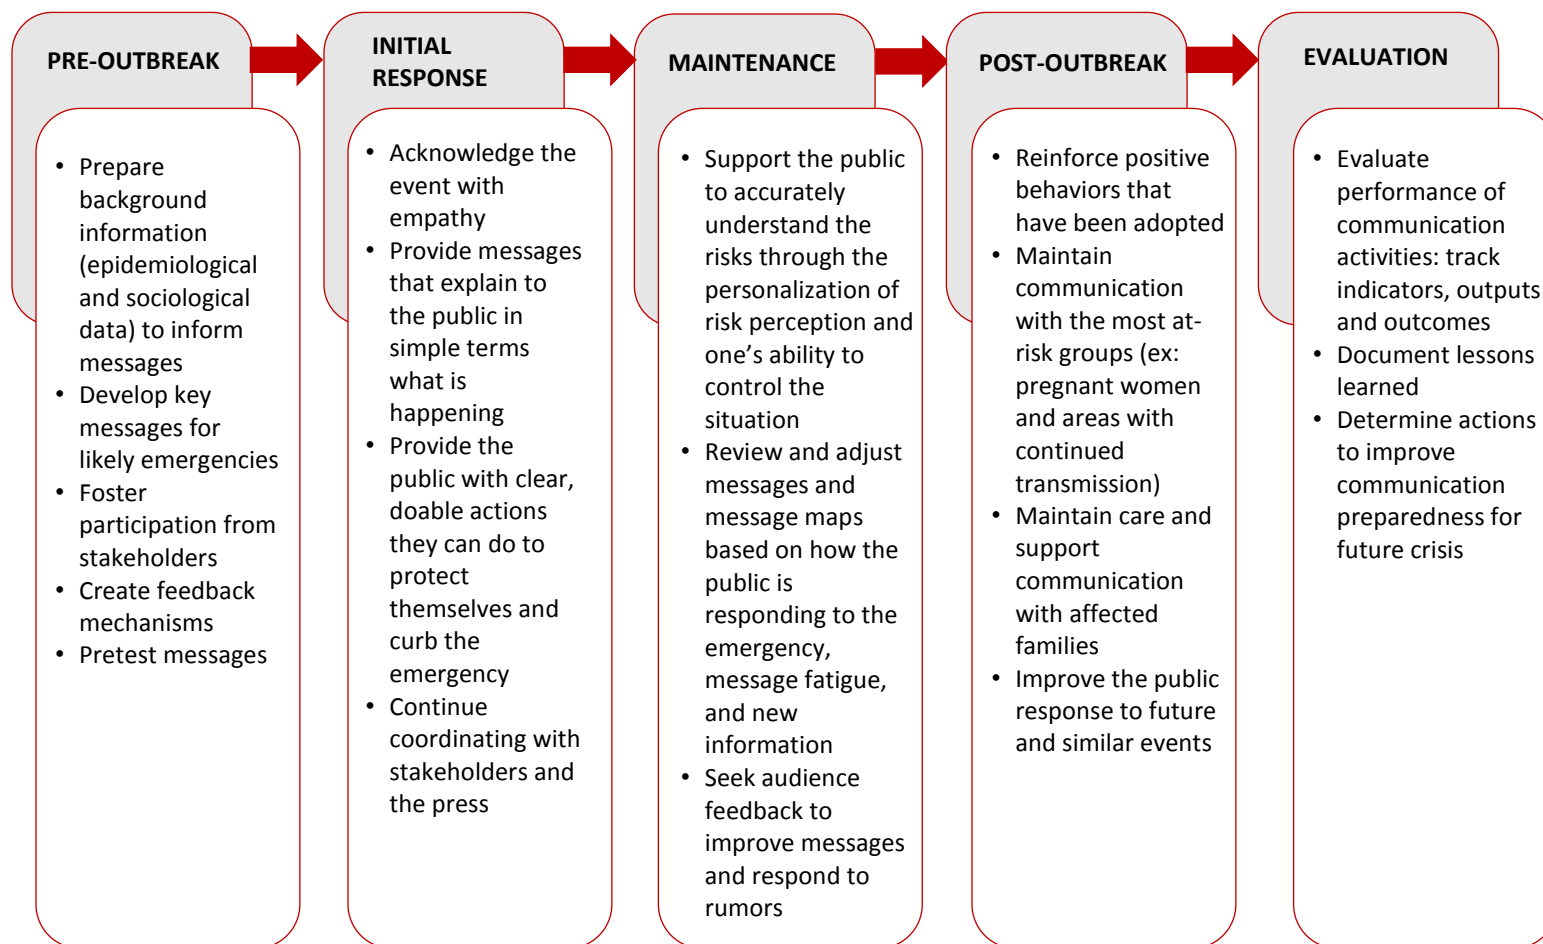 PRE-OUTBREAK
• Prepare
background
information
(epidemiological
and sociological
data) to inform
messages
• Develop key
messages for
likely emergencies
• Foster
participation from
stakeholders
• Create feedback
mechanisms
• Pretest messages
INITIAL
RESPONSE
• Acknowledge the
event with
empathy
• Provide messages
that explain to
the public in
simple terms
what is
happening
• Provide the
public with clear,
doable actions
they can do to
protect
themselves and
curb the
emergency
• Continue
coordinating with
stakeholders and
the press
MAINTENANCE
• Support the public
to accurately
understand the
risks through the
personalization of
risk perception and
one’s ability to
control the
situation
• Review and adjust
messages and
message maps
based on how the
public is
responding to the
emergency,
message fatigue,
and new
information
• Seek audience
feedback to
improve messages
and respond to
rumors
POST-OUTBREAK
• Reinforce positive
behaviors that
have been adopted
• Maintain
communication
with the most at-
risk groups (ex:
pregnant women
and areas with
continued
transmission)
• Maintain care and
support
communication
with affected
families
• Improve the public
response to future
and similar events
EVALUATION
• Evaluate
performance of
communication
activities: track
indicators, outputs
and outcomes
• Document lessons
learned
• Determine actions
to improve
communication
preparedness for
future crisis